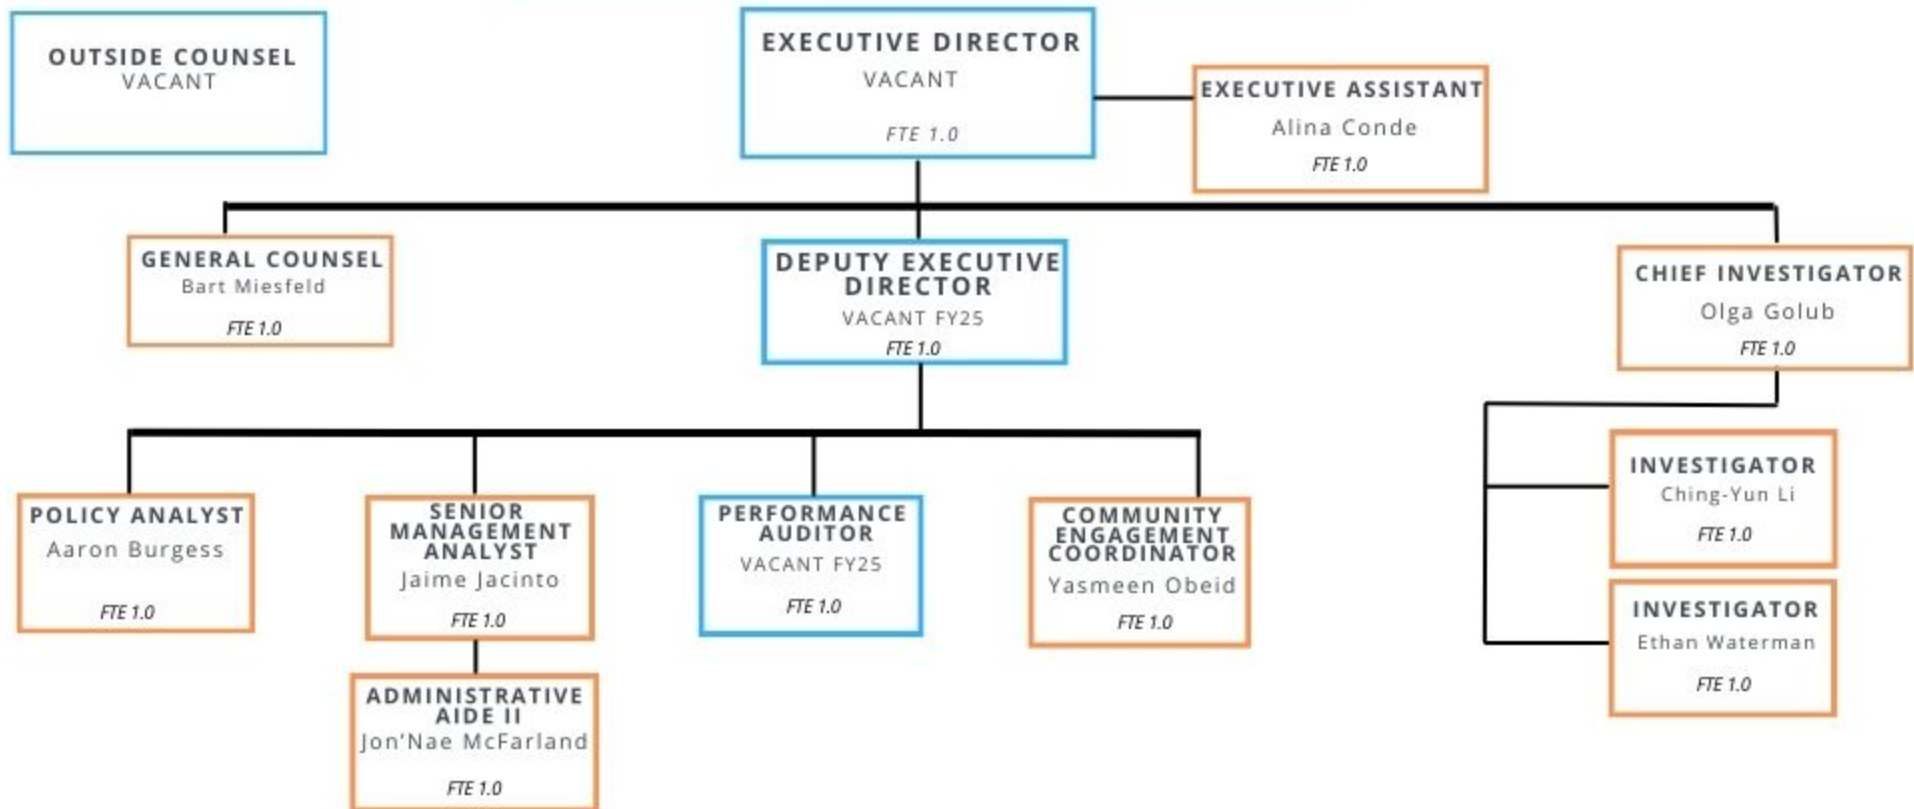 OUTSIDE COUNSEL
VACANT
EXECUTIVE DIRECTOR
VACANT
FTE 1.0
EXECUTIVE ASSISTANT
Alina Conde
FTE 1.0
GENERAL COUNSEL
Bart Miesfeld
FTE 1.0
DEPUTY EXECUTIVE
DIRECTOR
VACANT FY25
FTE 1.0
CHIEF INVESTIGATOR
Olga Golub
FTE 1.0
POLICY ANALYST
Aaron Burgess
FTE 1.0
SENIOR
MANAGEMENT
ANALYST
Jaime Jacinto
FTE 1.0
PERFORMANCE
AUDITOR
VACANT FY25
FTE 1.0
COMMUNITY
ENGAGEMENT
COORDINATOR
Yasmeen Obeid
FTE 1.0
INVESTIGATOR
Ching-Yun Li
FTE 1.0
INVESTIGATOR
Ethan Waterman
FTE 1.0
ADMINISTRATIVE
AIDE II
Jon'Nae McFarland
FTE 1.0